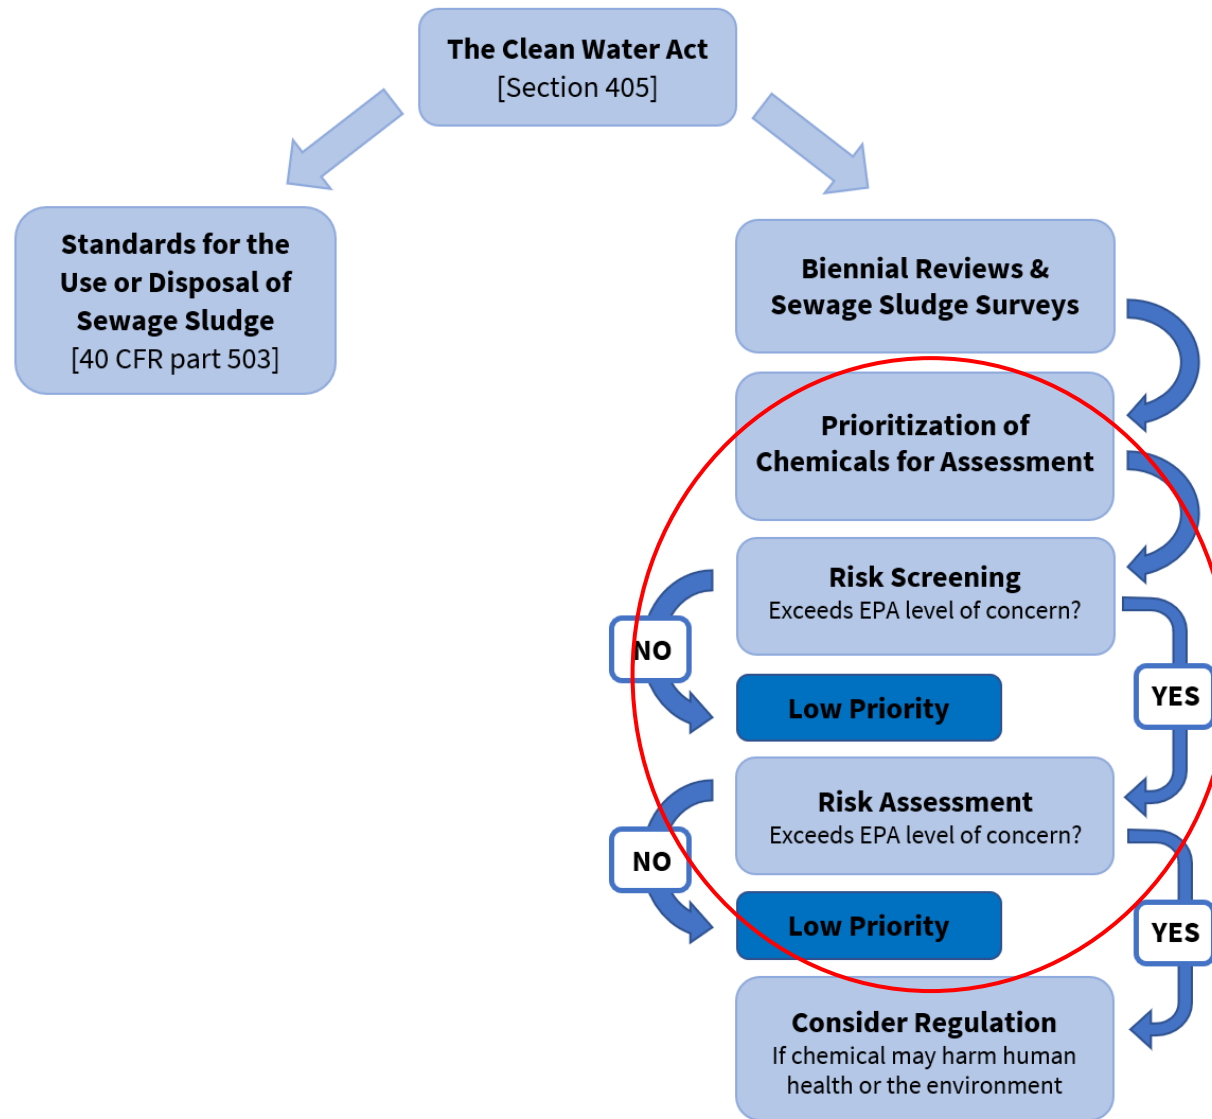 The Clean Water Act
[Section 405]
Standards for the
Use or Disposal of
Sewage Sludge
[40 CFR part 503]
Biennial Reviews &
Sewage Sludge Surveys
Prioritization of
Chemicals for Assessment
Risk Screening
Exceeds EPA level of concern?
NO
YES
Low Priority
Risk Assessment
Exceeds EPA level of concern?
NO
YES
Low Priority
Consider Regulation
If chemical may harm human
health or the environment